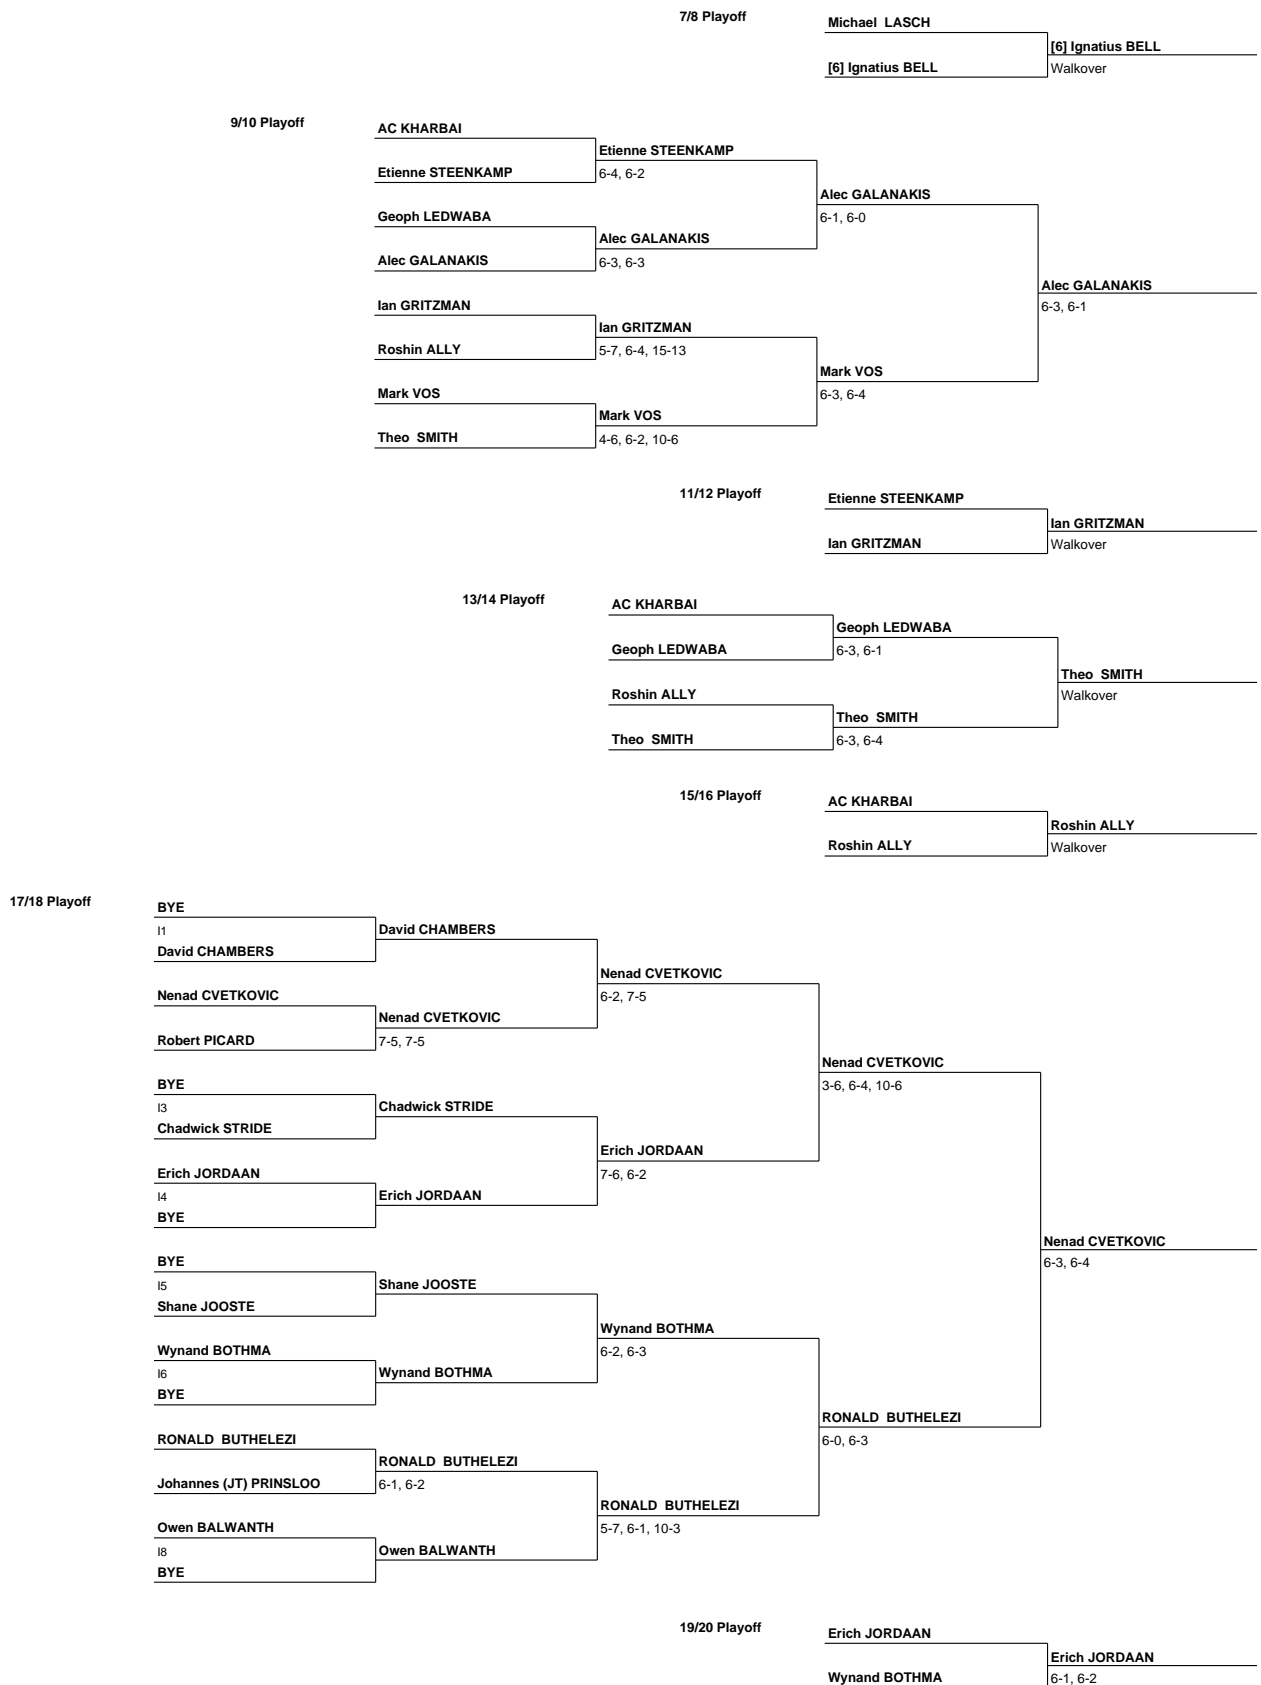 7/8 Playoff
Michael  LASCH
[6] Ignatius BELL
[6] Ignatius BELL
Walkover
9/10 Playoff
AC KHARBAI
Etienne STEENKAMP
Etienne STEENKAMP
6-4, 6-2
Alec GALANAKIS
6-1, 6-0
Geoph LEDWABA
Alec GALANAKIS
Alec GALANAKIS
6-3, 6-3
Alec GALANAKIS
6-3, 6-1
Ian GRITZMAN
Ian GRITZMAN
Roshin ALLY
5-7, 6-4, 15-13
Mark VOS
6-3, 6-4
Mark VOS
Mark VOS
Theo  SMITH
4-6, 6-2, 10-6
11/12 Playoff
Etienne STEENKAMP
Ian GRITZMAN
Ian GRITZMAN
Walkover
13/14 Playoff
AC KHARBAI
Geoph LEDWABA
Geoph LEDWABA
6-3, 6-1
Theo  SMITH
Walkover
Roshin ALLY
Theo  SMITH
Theo  SMITH
6-3, 6-4
15/16 Playoff
AC KHARBAI
Roshin ALLY
Roshin ALLY
Walkover
17/18 Playoff
BYE
I1
David CHAMBERS
David CHAMBERS
Nenad CVETKOVIC
6-2, 7-5
Nenad CVETKOVIC
Nenad CVETKOVIC
Robert PICARD
7-5, 7-5
Nenad CVETKOVIC
3-6, 6-4, 10-6
BYE
I3
Chadwick STRIDE
Chadwick STRIDE
Erich JORDAAN
7-6, 6-2
Erich JORDAAN
I4
Erich JORDAAN
BYE
Nenad CVETKOVIC
6-3, 6-4
BYE
I5
Shane JOOSTE
Shane JOOSTE
Wynand BOTHMA
6-2, 6-3
Wynand BOTHMA
I6
Wynand BOTHMA
BYE
RONALD  BUTHELEZI
6-0, 6-3
RONALD  BUTHELEZI
RONALD  BUTHELEZI
Johannes (JT) PRINSLOO
6-1, 6-2
RONALD  BUTHELEZI
5-7, 6-1, 10-3
Owen BALWANTH
I8
Owen BALWANTH
BYE
19/20 Playoff
Erich JORDAAN
Erich JORDAAN
Wynand BOTHMA
6-1, 6-2